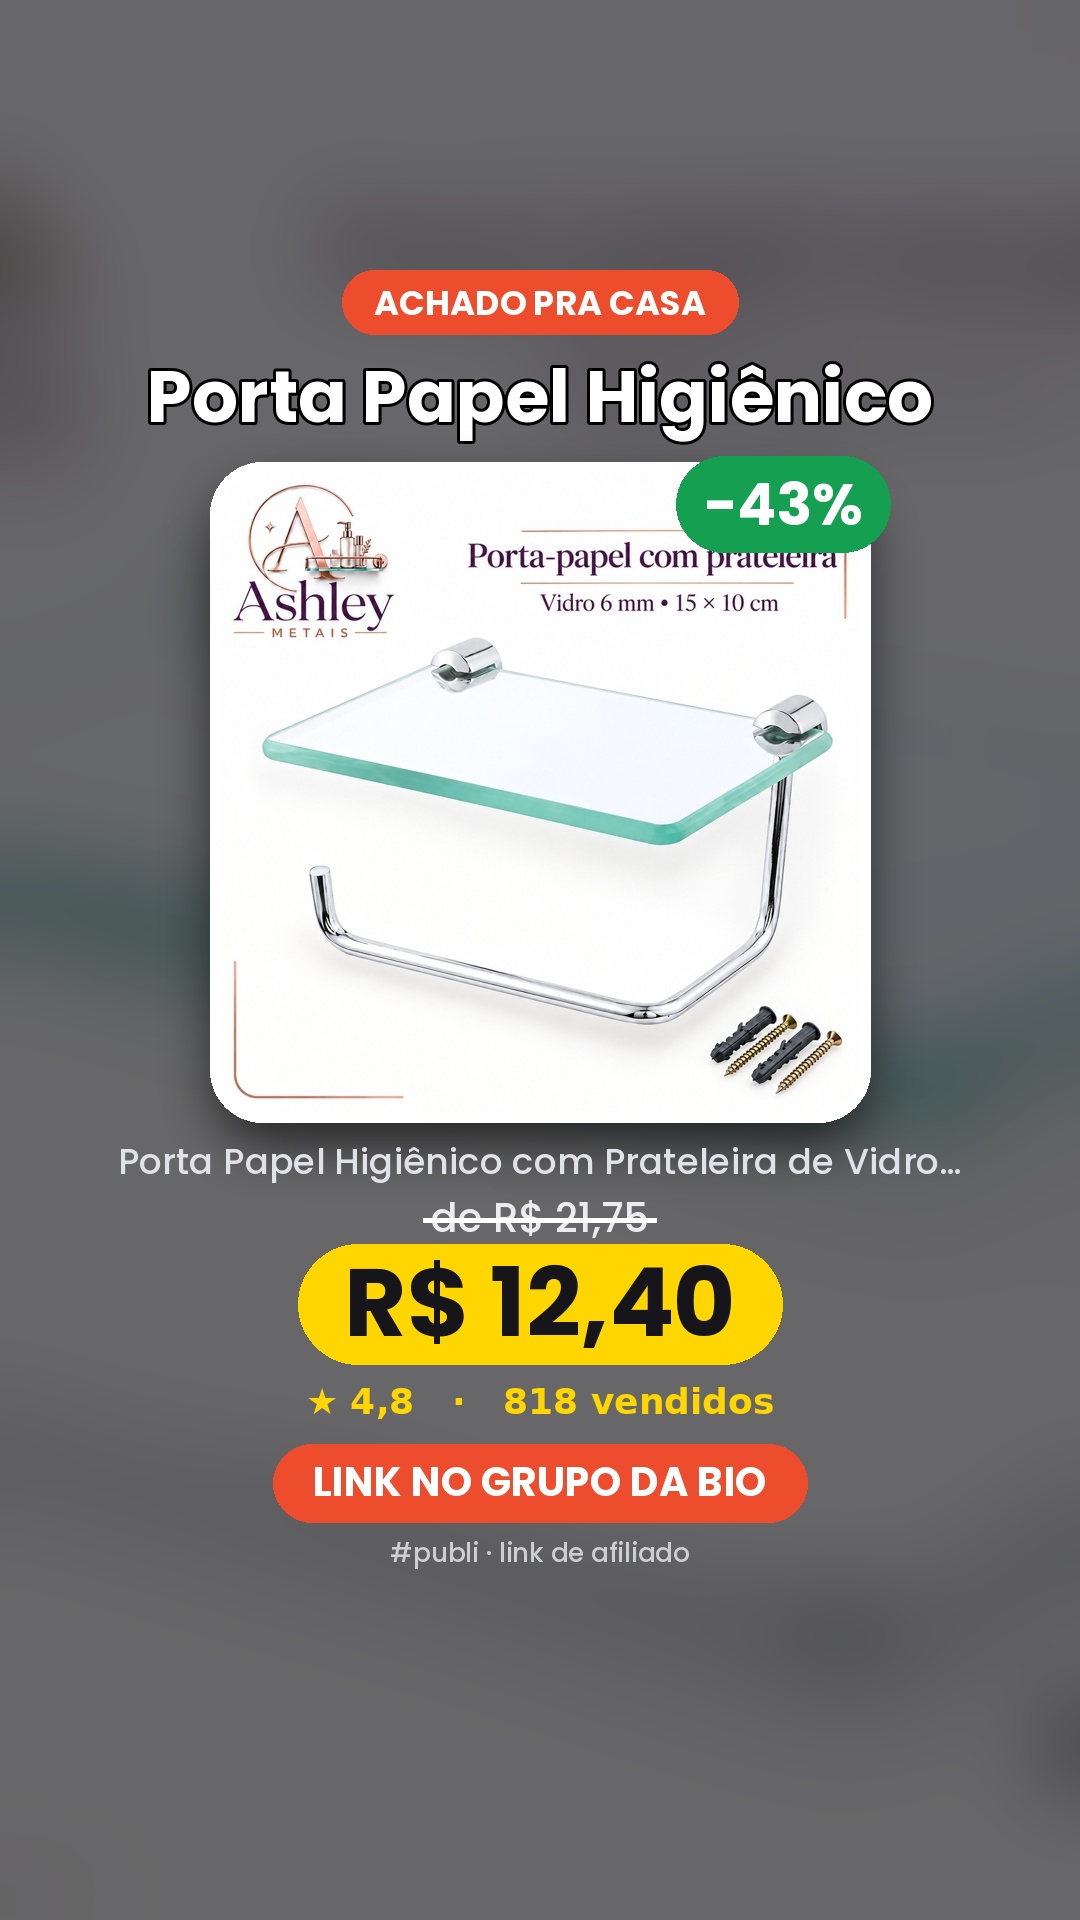 ACHADO PRA CASA
Porta Papel Higiênico
-43%
A
Ashley
METAIS
Porta-papel com prateleira
Vidro 6 mm • 15 × 10 cm
Porta Papel Higiênico com Prateleira de Vidro...
de R$ 21,75
R$ 12,40
★ 4,8 · 818 vendidos
LINK NO GRUPO DA BIO
#publi · link de afiliado